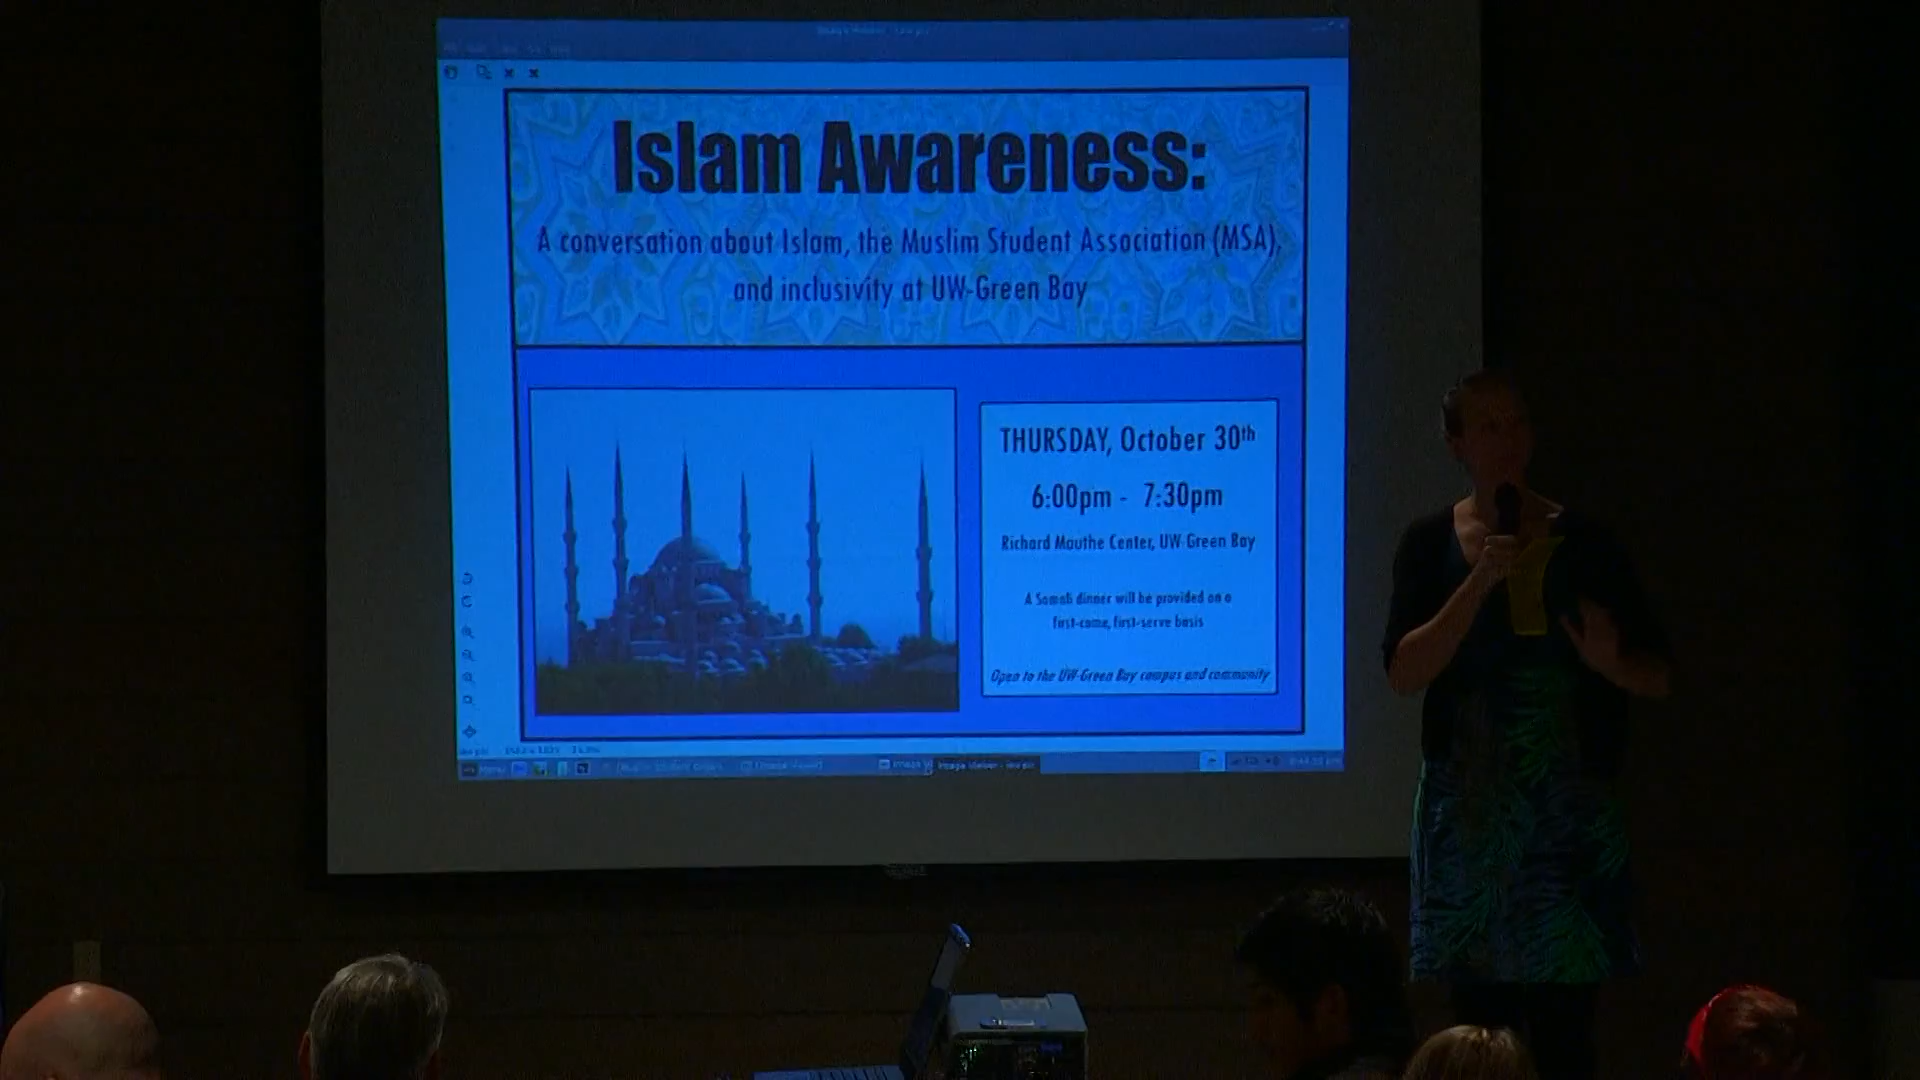 Islam Awareness:
A conversation about Islam, the Muslim Student Association (MSA),
and inclusivity at UW-Green Bay
THURSDAY, October 30th
6:00pm - 7:30pm
Richard Mauthe Center, UW-Green Bay
A Somali dinner will be provided on a
first-come, first-serve basis
Open to the UW-Green Bay campus and community
Menu